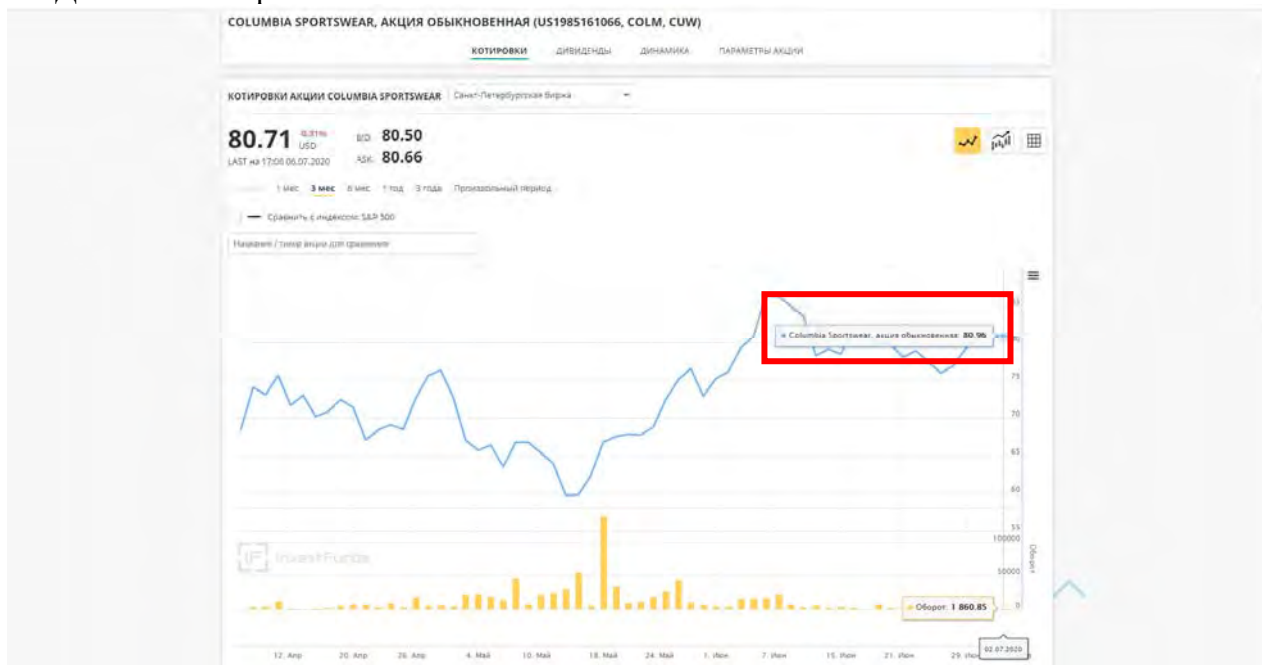 COLUMBIA SPORTSWEAR, АКЦИЯ ОБЫКНОВЕННАЯ (US1985161066, COLM, CUW)
КОТИРОВКИ ДИВИДЕНДЫ ДИНАМИКА ПАРАМЕТРЫ АКЦИИ
КОТИРОВКИ АКЦИИ COLUMBIA SPORTSWEAR Санкт-Петербургская биржа
80.71 USD BID 80.50
LAST на 17:08 06.07.2020 ASK 80.66
1 мес 3 мес 6 мес 1 год 3 года Произвольный период
Сравнить с индексом: S&P 500
Название / тикер акции для сравнения
Columbia Sportswear, акция обыкновенная: 80.96
75
70
65
60
55
100000
50000
0
Оборот
InvestFunds
Оборот: 1 860.85
02.07.2020
12. Апр 20. Апр 26. Апр 4. Май 10. Май 18. Май 24. Май 1. Июн 7. Июн 15. Июн 21. Июн 29.